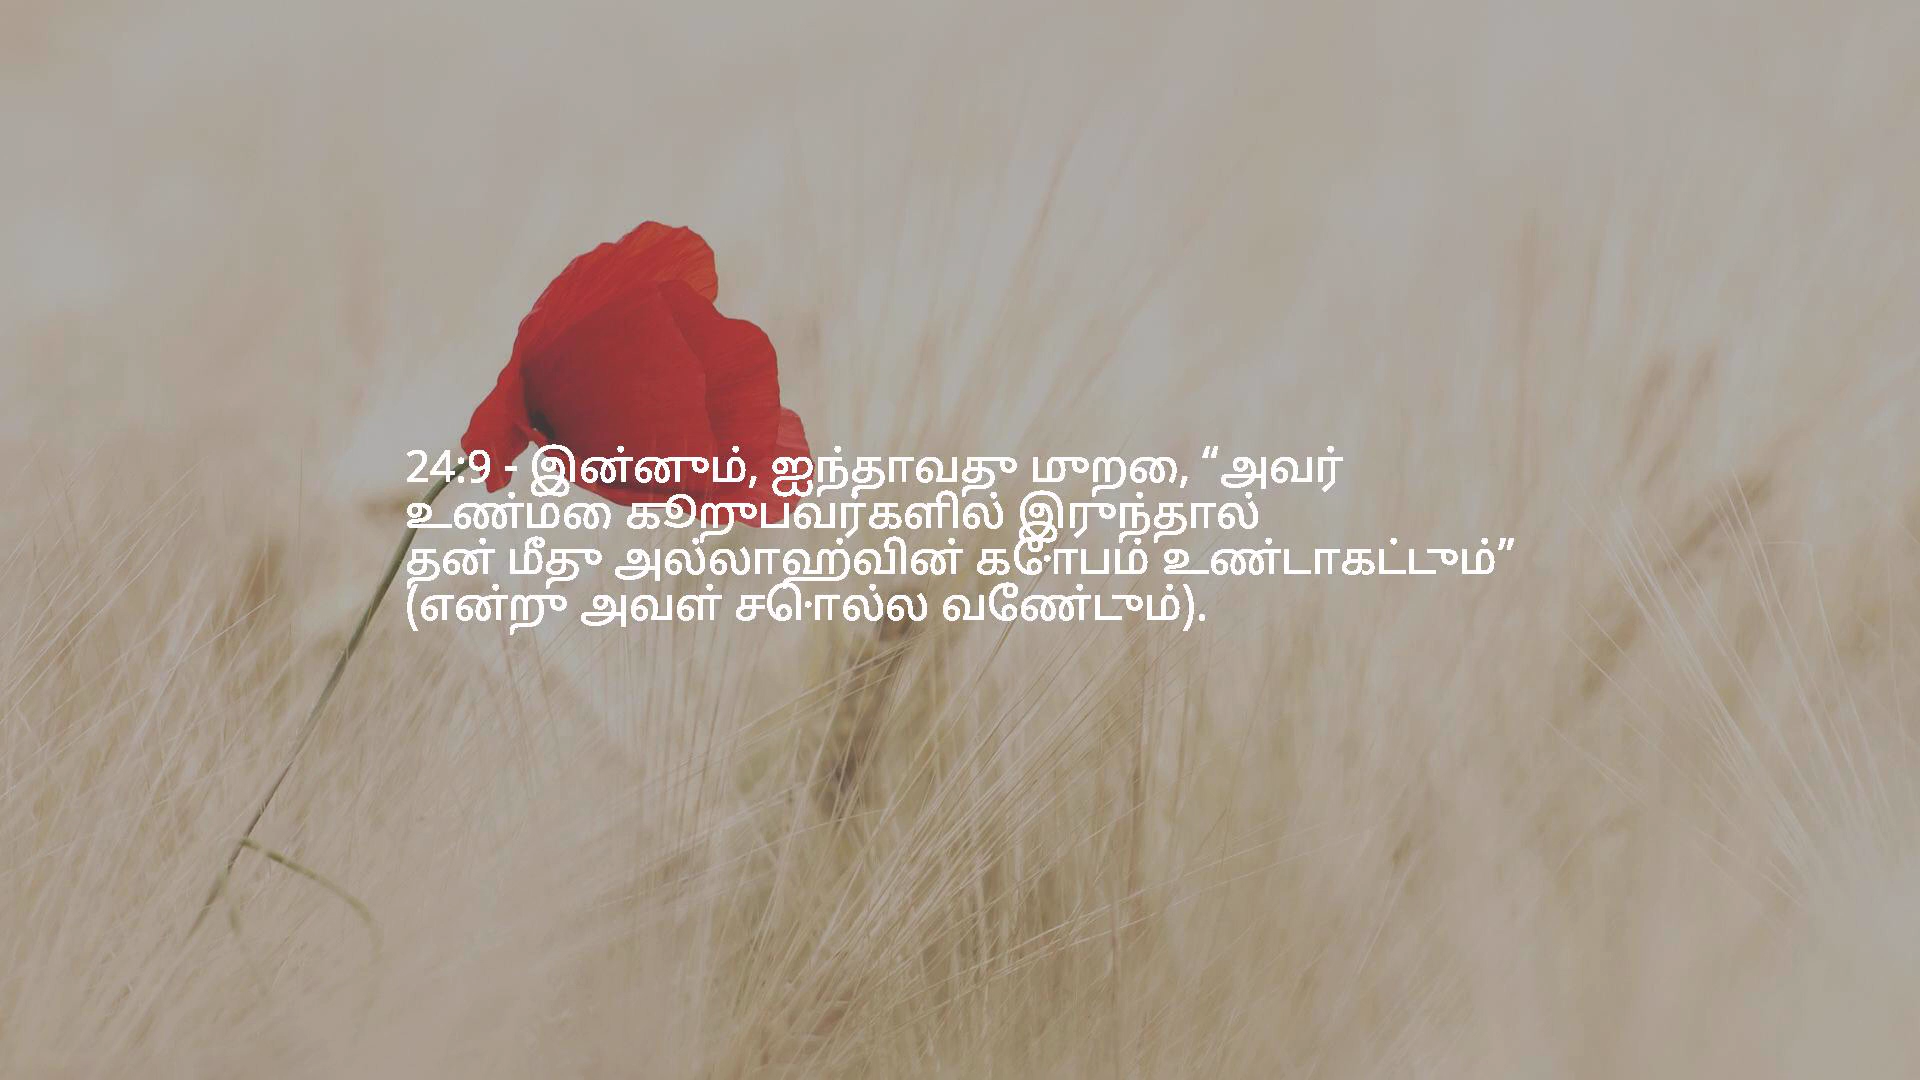 24:9 - இன்னும், ஐந்தாவது முறை, “அவர்
உண்மை கூறுபவர்களில் இருந்தால்
தன் மீது அல்லாஹ்வின் கோபம் உண்டாகட்டும்”
(என்று அவள் சொல்ல வேண்டும்).